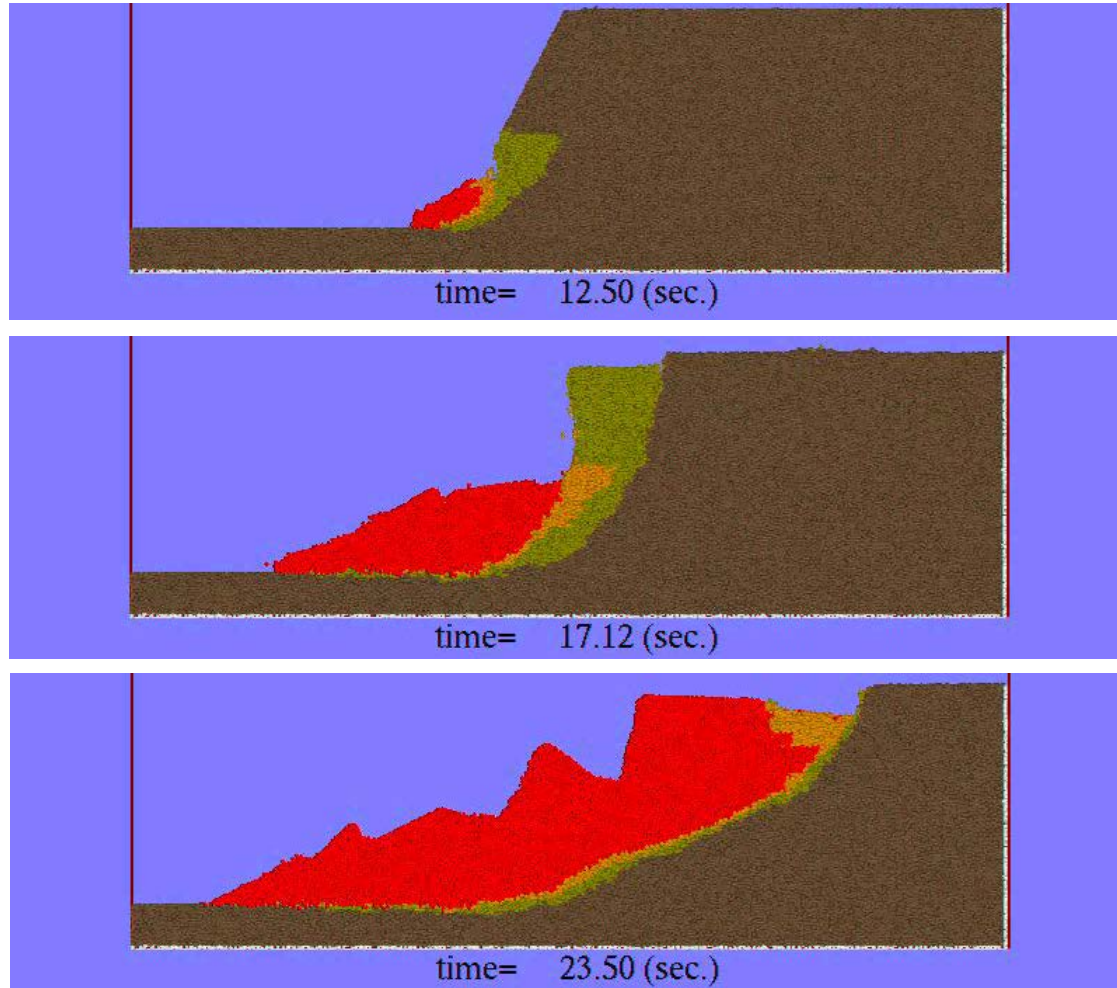 time= 12.50 (sec.)
time= 17.12 (sec.)
time= 23.50 (sec.)